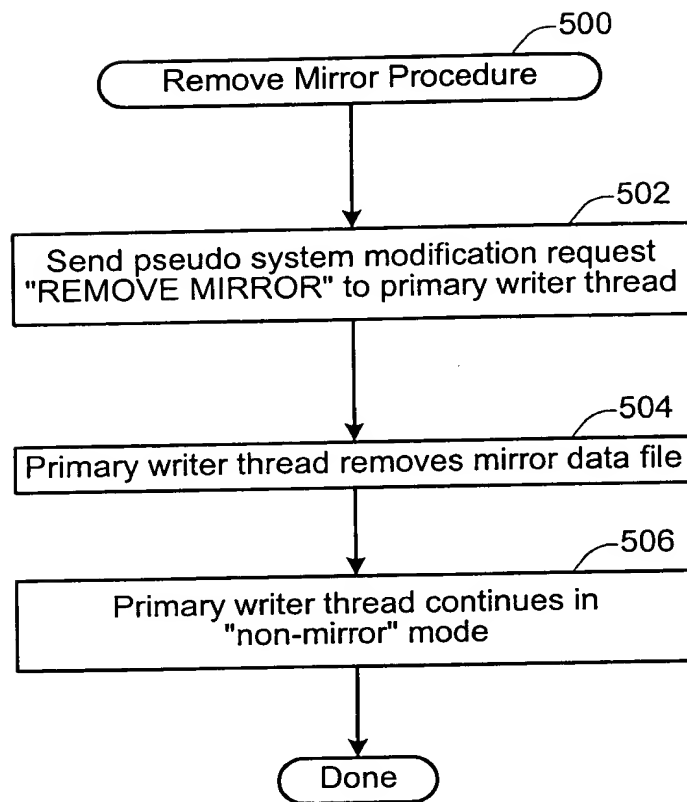 500
Remove Mirror Procedure
502
Send pseudo system modification request
"REMOVE MIRROR" to primary writer thread
504
Primary writer thread removes mirror data file
506
Primary writer thread continues in
"non-mirror" mode
Done